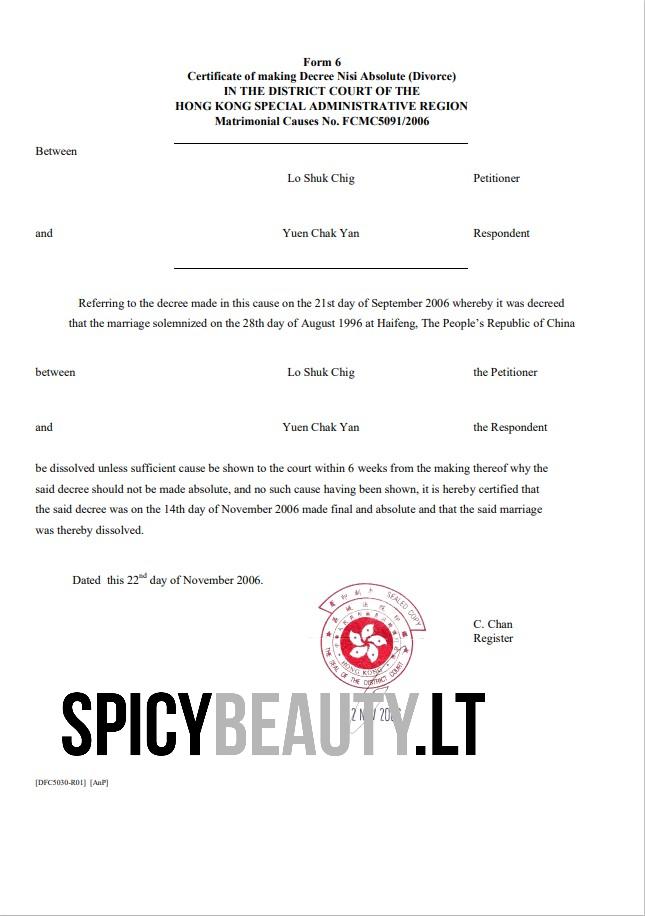 Form 6
Certificate of making Decree Nisi Absolute (Divorce)
IN THE DISTRICT COURT OF THE
HONG KONG SPECIAL ADMINISTRATIVE REGION
Matrimonial Causes No. FCMC5091/2006
Between
Lo Shuk Chig Petitioner
and Yuen Chak Yan Respondent
Referring to the decree made in this cause on the 21st day of September 2006 whereby it was decreed
that the marriage solemnized on the 28th day of August 1996 at Haifeng, The People’s Republic of China
between Lo Shuk Chig the Petitioner
and Yuen Chak Yan the Respondent
be dissolved unless sufficient cause be shown to the court within 6 weeks from the making thereof why the
said decree should not be made absolute, and no such cause having been shown, it is hereby certified that
the said decree was on the 14th day of November 2006 made final and absolute and that the said marriage
was thereby dissolved.
Dated this 22nd day of November 2006.
SEALED COPY
HONG KONG
THE SEAL OF THE DISTRICT COURT
C. Chan
Register
SPICYBEAUTY.LT
[DFC5030-R01] [AnP]